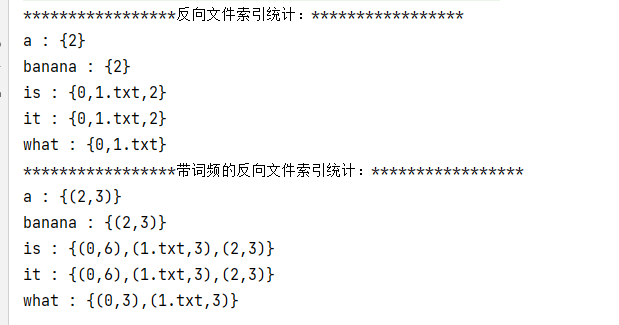 *****************反向文件索引统计：*****************
a : {2}
banana : {2}
is : {0,1.txt,2}
it : {0,1.txt,2}
what : {0,1.txt}
*****************带词频的反向文件索引统计：*****************
a : {(2,3)}
banana : {(2,3)}
is : {(0,6),(1.txt,3),(2,3)}
it : {(0,6),(1.txt,3),(2,3)}
what : {(0,3),(1.txt,3)}